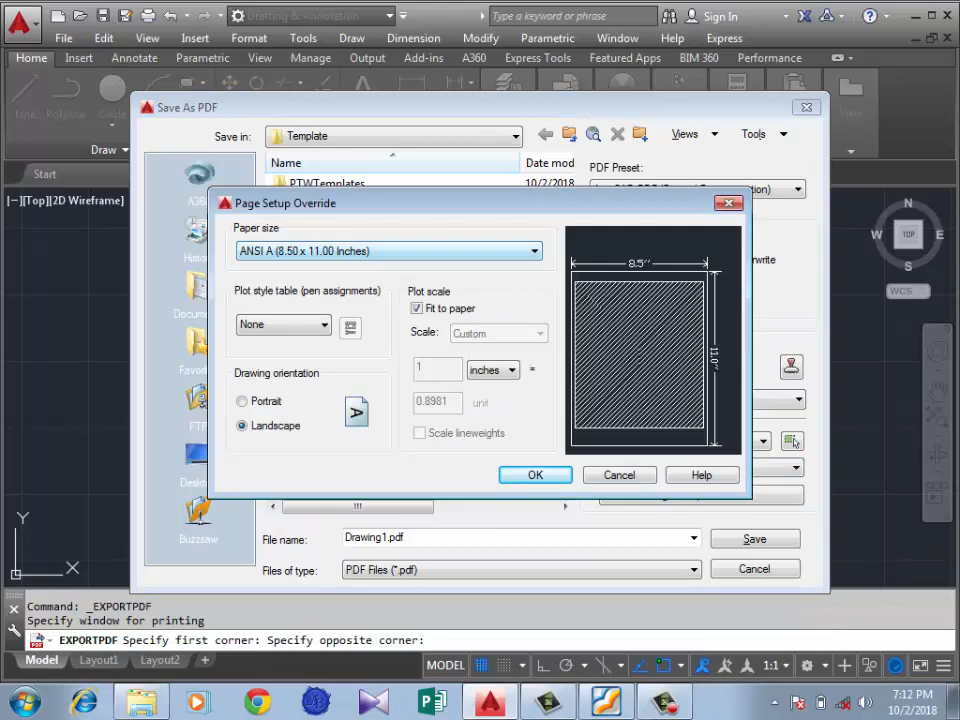 Drafting & Annotation
Type a keyword or phrase
Sign In
File Edit View Insert Format Tools Draw Dimension Modify Parametric Window Help Express
Home Insert Annotate Parametric View Manage Output Add-ins A360 Express Tools Featured Apps BIM 360 Performance
Line Polyline Circle
Draw
Start
Save As PDF
Save in: Template Views Tools
Name Date mod PDF Preset:
PTWTemplates 10/2/2018
[−][Top][2D Wireframe]
Page Setup Override
Paper size
ANSI A (8.50 x 11.00 Inches)
Plot style table (pen assignments)
None
Plot scale
Fit to paper
Scale: Custom
1 inches =
0.8981 unit
Scale lineweights
Drawing orientation
Portrait
Landscape
A
8.5''
11.0''
OK Cancel Help
N
W TOP E
S
WCS
Desk
Buzzsaw
File name: Drawing1.pdf Save
Files of type: PDF Files (*.pdf) Cancel
Y
X
Command: _EXPORTPDF
Specify window for printing
EXPORTPDF Specify first corner: Specify opposite corner:
Model Layout1 Layout2 +
MODEL 1:1
7:12 PM
10/2/2018